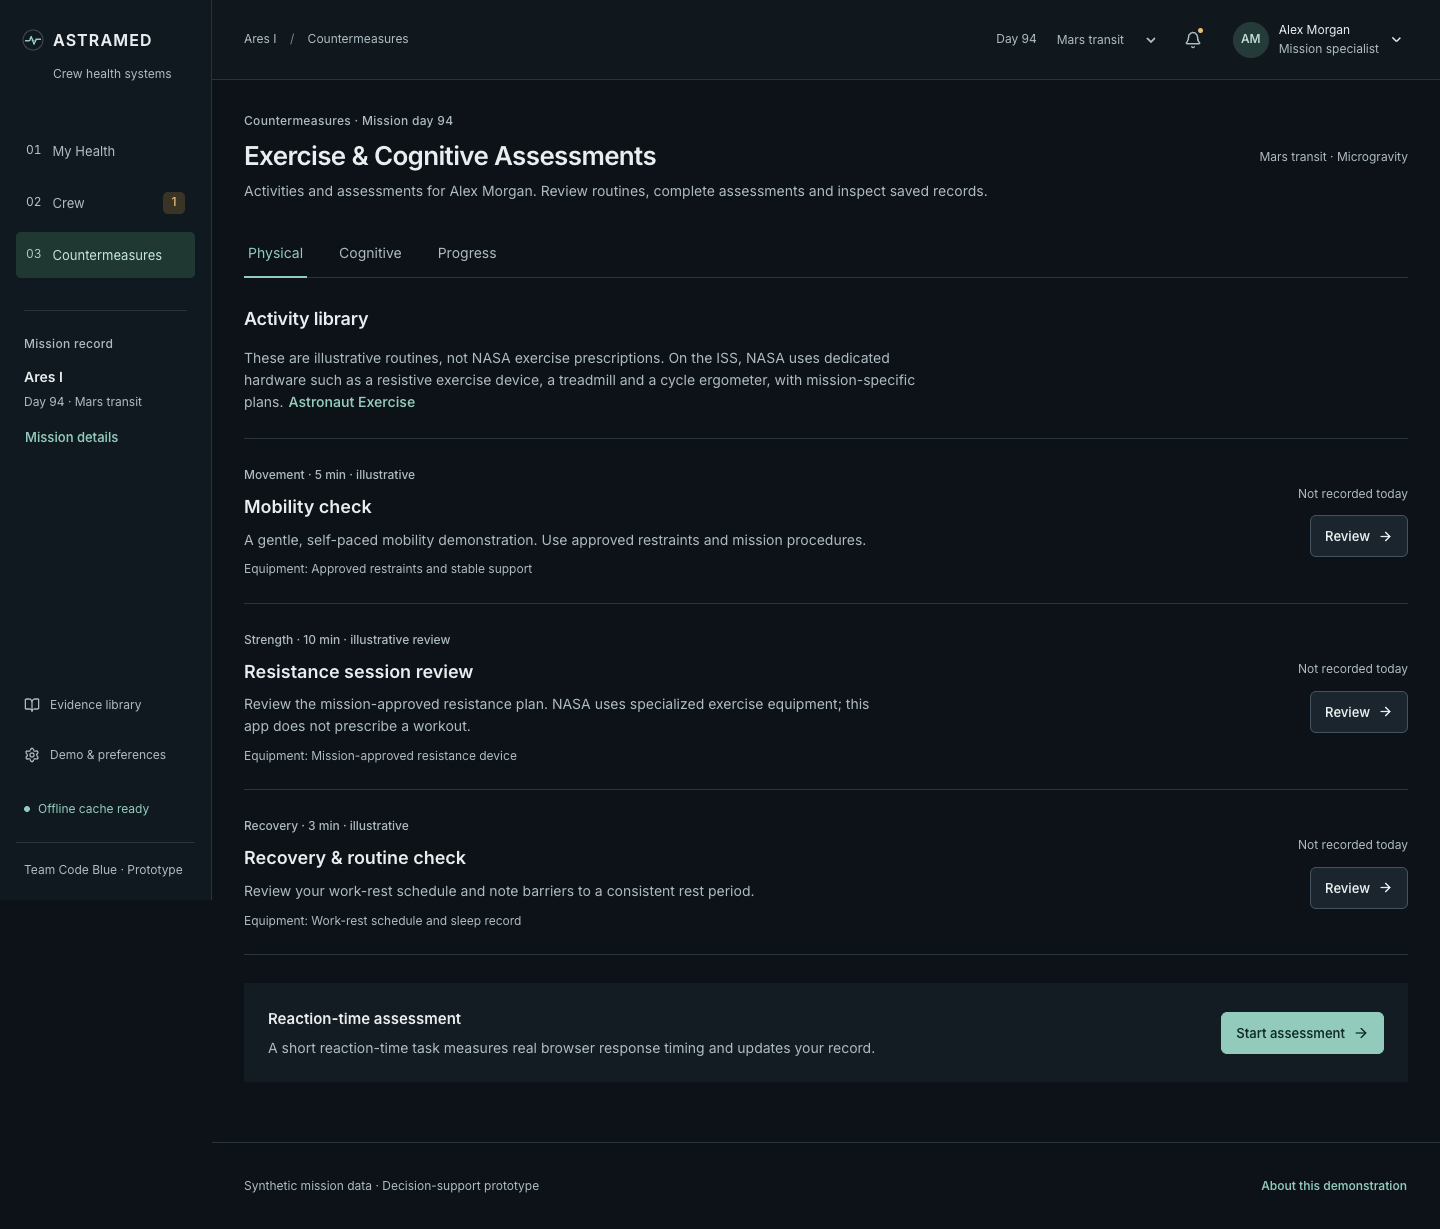 ASTRAMED
Crew health systems
01 My Health
02 Crew 1
03 Countermeasures
Mission record
Ares I
Day 94 · Mars transit
Mission details
Evidence library
Demo & preferences
Offline cache ready
Team Code Blue · Prototype
Ares I / Countermeasures
Day 94 Mars transit
AM
Alex Morgan
Mission specialist
Countermeasures · Mission day 94
Exercise & Cognitive Assessments
Mars transit · Microgravity
Activities and assessments for Alex Morgan. Review routines, complete assessments and inspect saved records.
Physical Cognitive Progress
Activity library
These are illustrative routines, not NASA exercise prescriptions. On the ISS, NASA uses dedicated
hardware such as a resistive exercise device, a treadmill and a cycle ergometer, with mission-specific
plans. Astronaut Exercise
Movement · 5 min · illustrative
Mobility check
A gentle, self-paced mobility demonstration. Use approved restraints and mission procedures.
Equipment: Approved restraints and stable support
Not recorded today
Review
Strength · 10 min · illustrative review
Resistance session review
Review the mission-approved resistance plan. NASA uses specialized exercise equipment; this
app does not prescribe a workout.
Equipment: Mission-approved resistance device
Not recorded today
Review
Recovery · 3 min · illustrative
Recovery & routine check
Review your work-rest schedule and note barriers to a consistent rest period.
Equipment: Work-rest schedule and sleep record
Not recorded today
Review
Reaction-time assessment
A short reaction-time task measures real browser response timing and updates your record.
Start assessment
Synthetic mission data · Decision-support prototype
About this demonstration